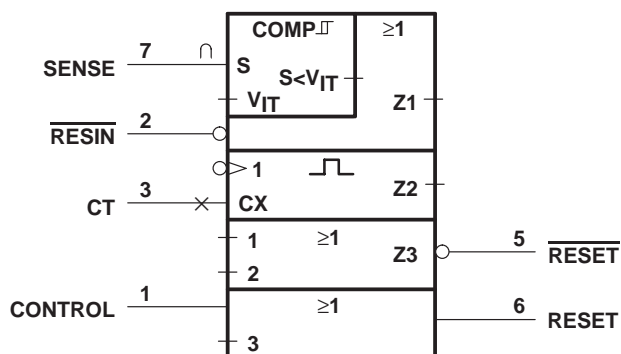 COMP ≥1
SENSE 7 ∩ S
S<VIT
VIT Z1
RESIN 2
1
CT 3 CX Z2
1 ≥1
2 Z3 5 RESET
CONTROL 1 ≥1
6 RESET
3